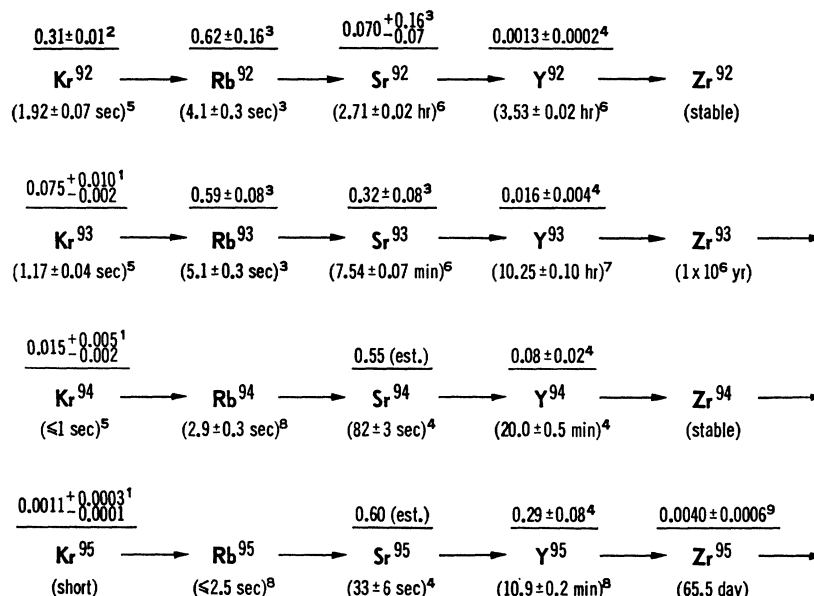 0.31±0.01² 0.62±0.16³ 0.070 +0.16³ −0.07 0.0013±0.0002⁴
Kr⁹² → Rb⁹² → Sr⁹² → Y⁹² → Zr⁹²
(1.92±0.07 sec)⁵ (4.1±0.3 sec)³ (2.71±0.02 hr)⁶ (3.53±0.02 hr)⁶ (stable)
0.075 +0.010¹ −0.002 0.59±0.08³ 0.32±0.08³ 0.016±0.004⁴
Kr⁹³ → Rb⁹³ → Sr⁹³ → Y⁹³ → Zr⁹³ →
(1.17±0.04 sec)⁵ (5.1±0.3 sec)³ (7.54±0.07 min)⁶ (10.25±0.10 hr)⁷ (1 x 10⁶ yr)
0.015 +0.005¹ −0.002 0.55 (est.) 0.08±0.02⁴
Kr⁹⁴ → Rb⁹⁴ → Sr⁹⁴ → Y⁹⁴ → Zr⁹⁴ →
(⩽1 sec)⁵ (2.9±0.3 sec)⁸ (82±3 sec)⁴ (20.0±0.5 min)⁴ (stable)
0.0011 +0.0003¹ −0.0001 0.60 (est.) 0.29±0.08⁴ 0.0040±0.0006⁹
Kr⁹⁵ → Rb⁹⁵ → Sr⁹⁵ → Y⁹⁵ → Zr⁹⁵ →
(short) (⩽2.5 sec)⁸ (33±6 sec)⁴ (10.9±0.2 min)⁸ (65.5 day)